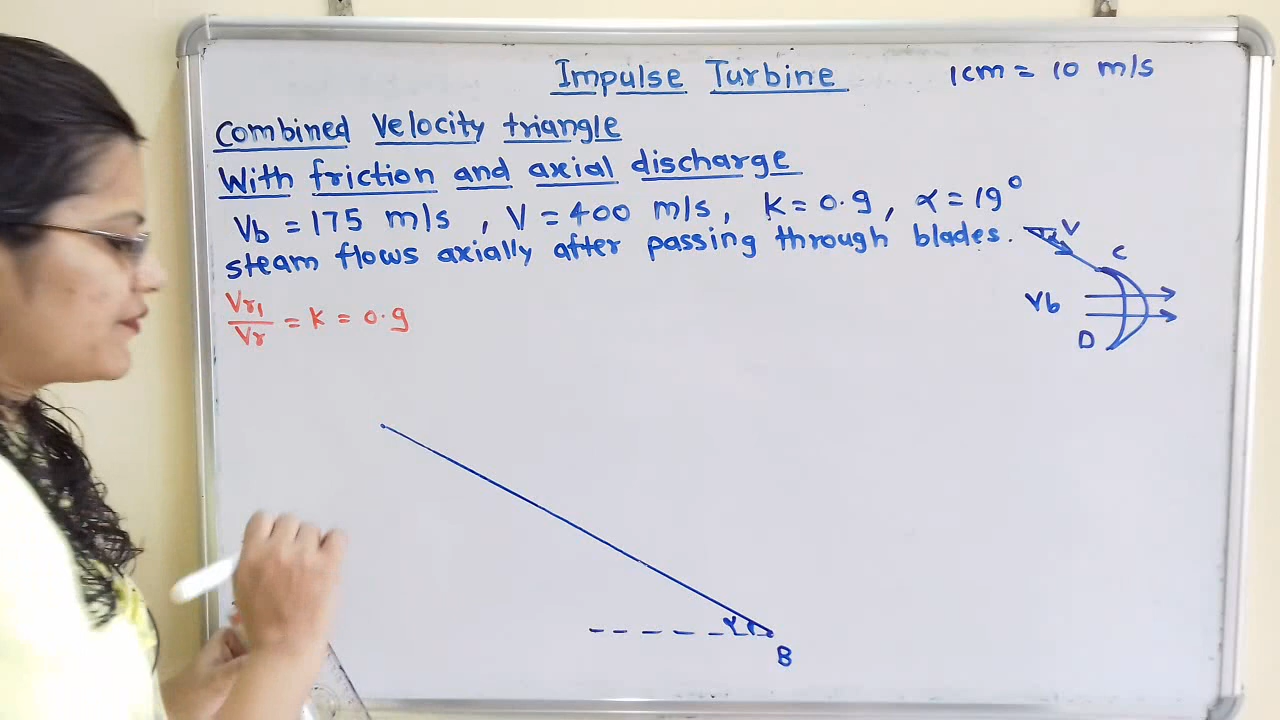 Impulse Turbine
1cm = 10 m/s
Combined Velocity triangle
With friction and axial discharge
Vb = 175 m/s , V = 400 m/s, K = 0.9, α = 19°
steam flows axially after passing through blades.
V
C
Vb
D
Vr1/Vr = K = 0.9
α
B